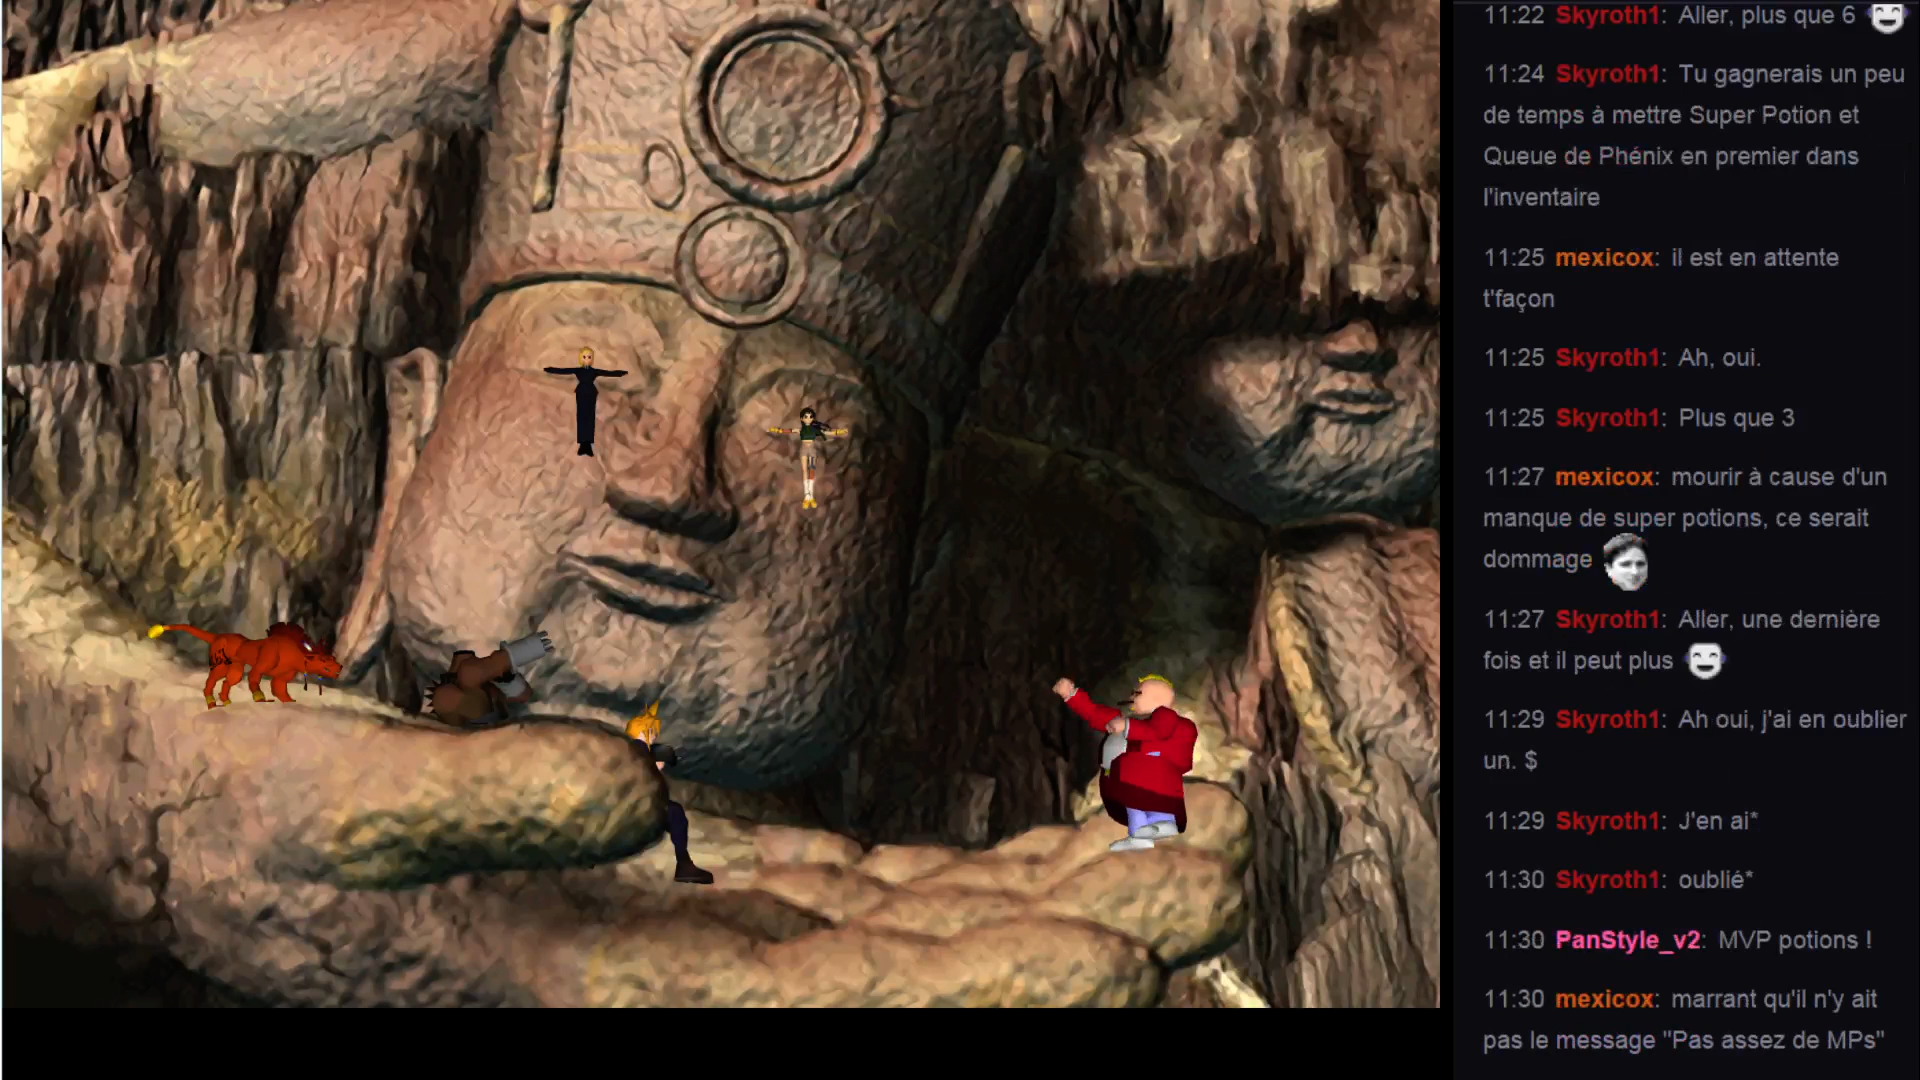 11:22 Skyroth1: Aller, plus que 6
11:24 Skyroth1: Tu gagnerais un peu
de temps à mettre Super Potion et
Queue de Phénix en premier dans
l'inventaire
11:25 mexicox: il est en attente
t'façon
11:25 Skyroth1: Ah, oui.
11:25 Skyroth1: Plus que 3
11:27 mexicox: mourir à cause d'un
manque de super potions, ce serait
dommage
11:27 Skyroth1: Aller, une dernière
fois et il peut plus
11:29 Skyroth1: Ah oui, j'ai en oublier
un. $
11:29 Skyroth1: J'en ai*
11:30 Skyroth1: oublié*
11:30 PanStyle_v2: MVP potions !
11:30 mexicox: marrant qu'il n'y ait
pas le message "Pas assez de MPs"